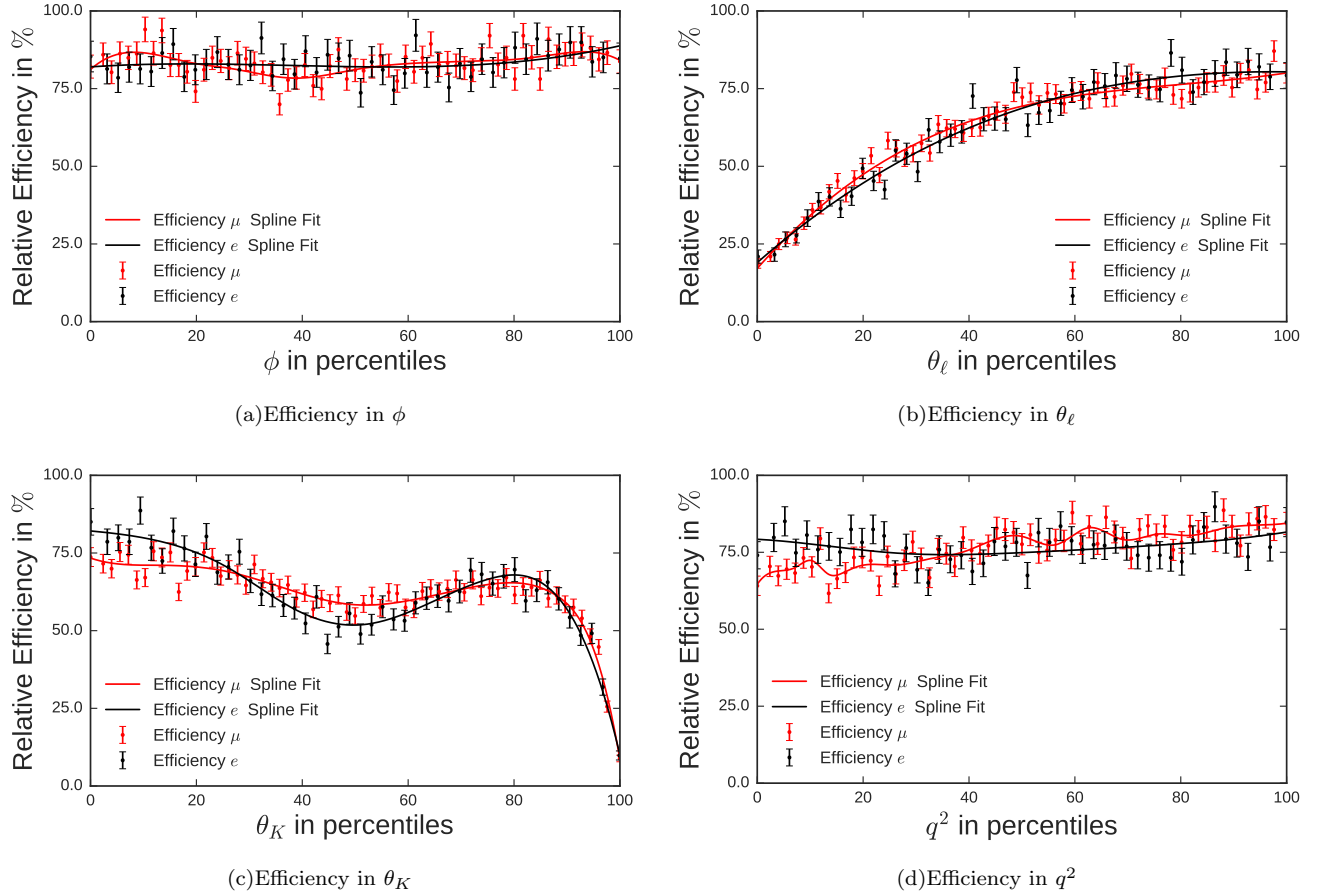 100.0
75.0
50.0
25.0
0.0
Relative Efficiency in %
Efficiency μ Spline Fit
Efficiency e Spline Fit
Efficiency μ
Efficiency e
0 20 40 60 80 100
ϕ in percentiles
(a)Efficiency in ϕ
100.0
75.0
50.0
25.0
0.0
Relative Efficiency in %
Efficiency μ Spline Fit
Efficiency e Spline Fit
Efficiency μ
Efficiency e
0 20 40 60 80 100
θℓ in percentiles
(b)Efficiency in θℓ
100.0
75.0
50.0
25.0
0.0
Relative Efficiency in %
Efficiency μ Spline Fit
Efficiency e Spline Fit
Efficiency μ
Efficiency e
0 20 40 60 80 100
θK in percentiles
(c)Efficiency in θK
100.0
75.0
50.0
25.0
0.0
Relative Efficiency in %
Efficiency μ Spline Fit
Efficiency e Spline Fit
Efficiency μ
Efficiency e
0 20 40 60 80 100
q² in percentiles
(d)Efficiency in q²